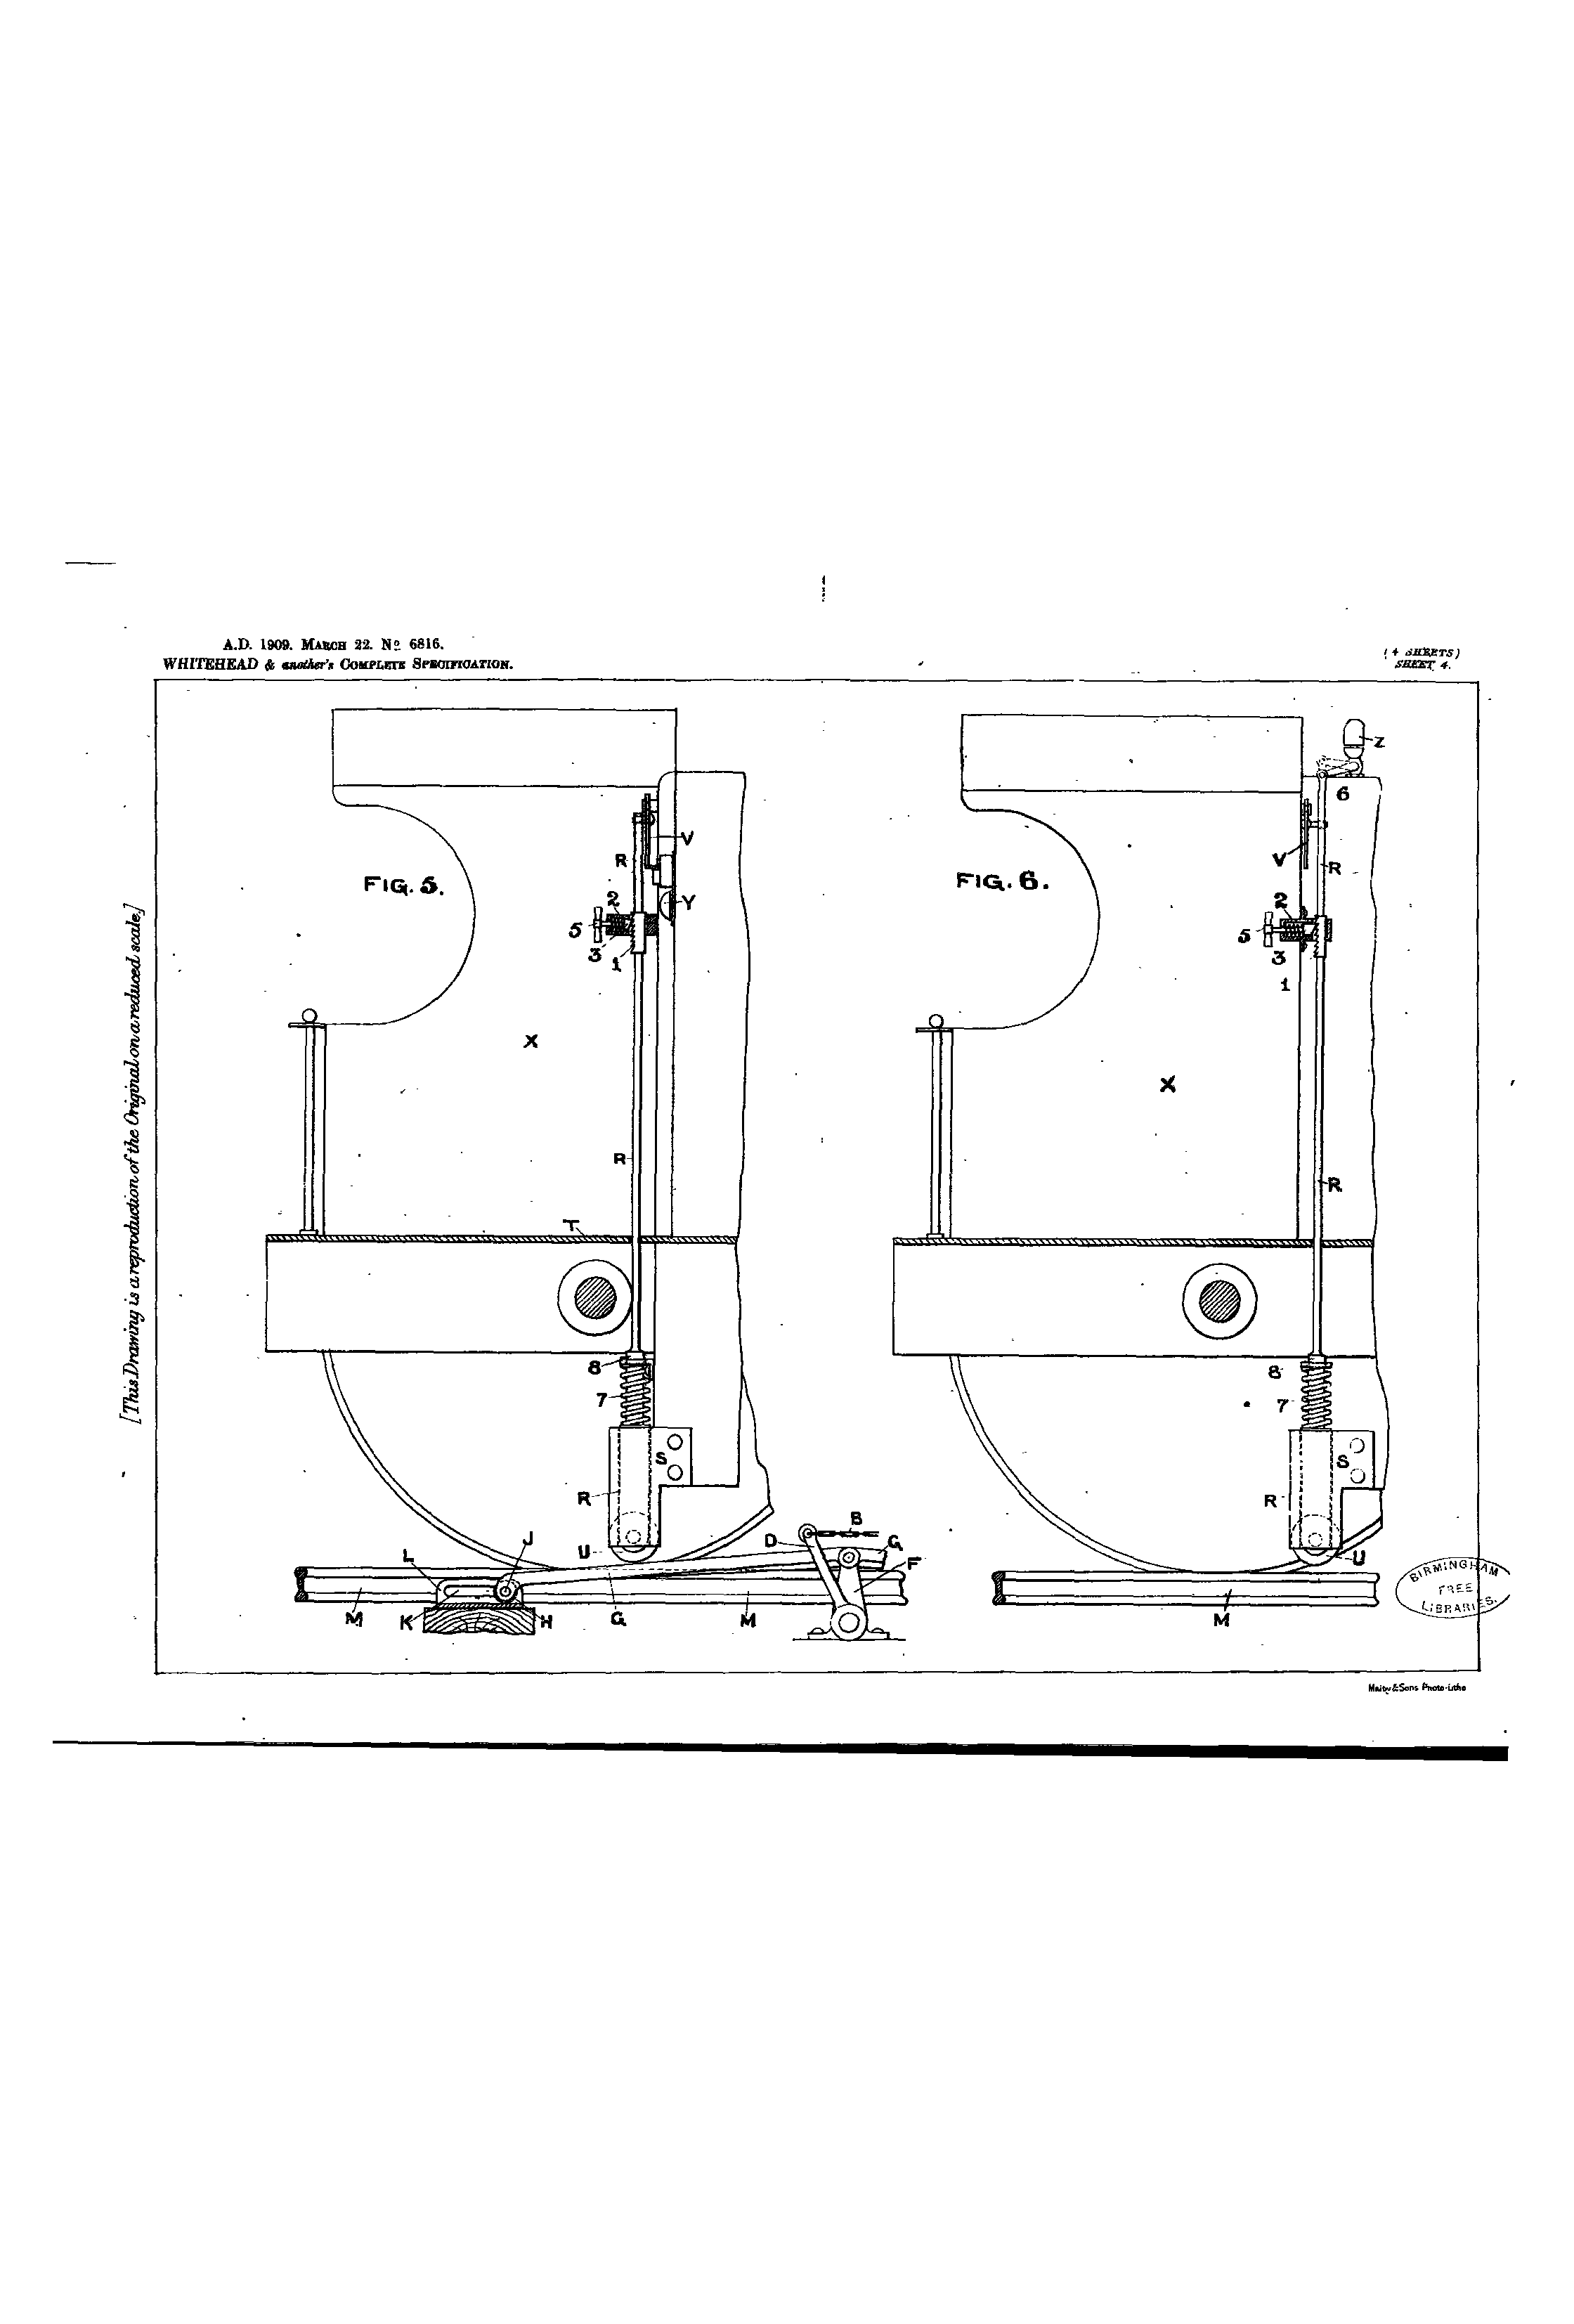 A.D. 1909. MARCH 22. Nº 6816.
WHITEHEAD & another's COMPLETE SPECIFICATION.
(4 SHEETS)
SHEET 4.
[This Drawing is a reproduction of the Original on a reduced scale.]
FIG. 5.
V
R
Y
2
5
3
1
X
R
T
8
7
S
R
U
J
L
M
K
H
G
M
D
B
G
F
FIG. 6.
Z
6
V
R
2
5
3
1
X
R
8
7
S
R
U
M
BIRMINGHAM
FREE
LIBRARIES.
Malby & Sons Photo-Litho